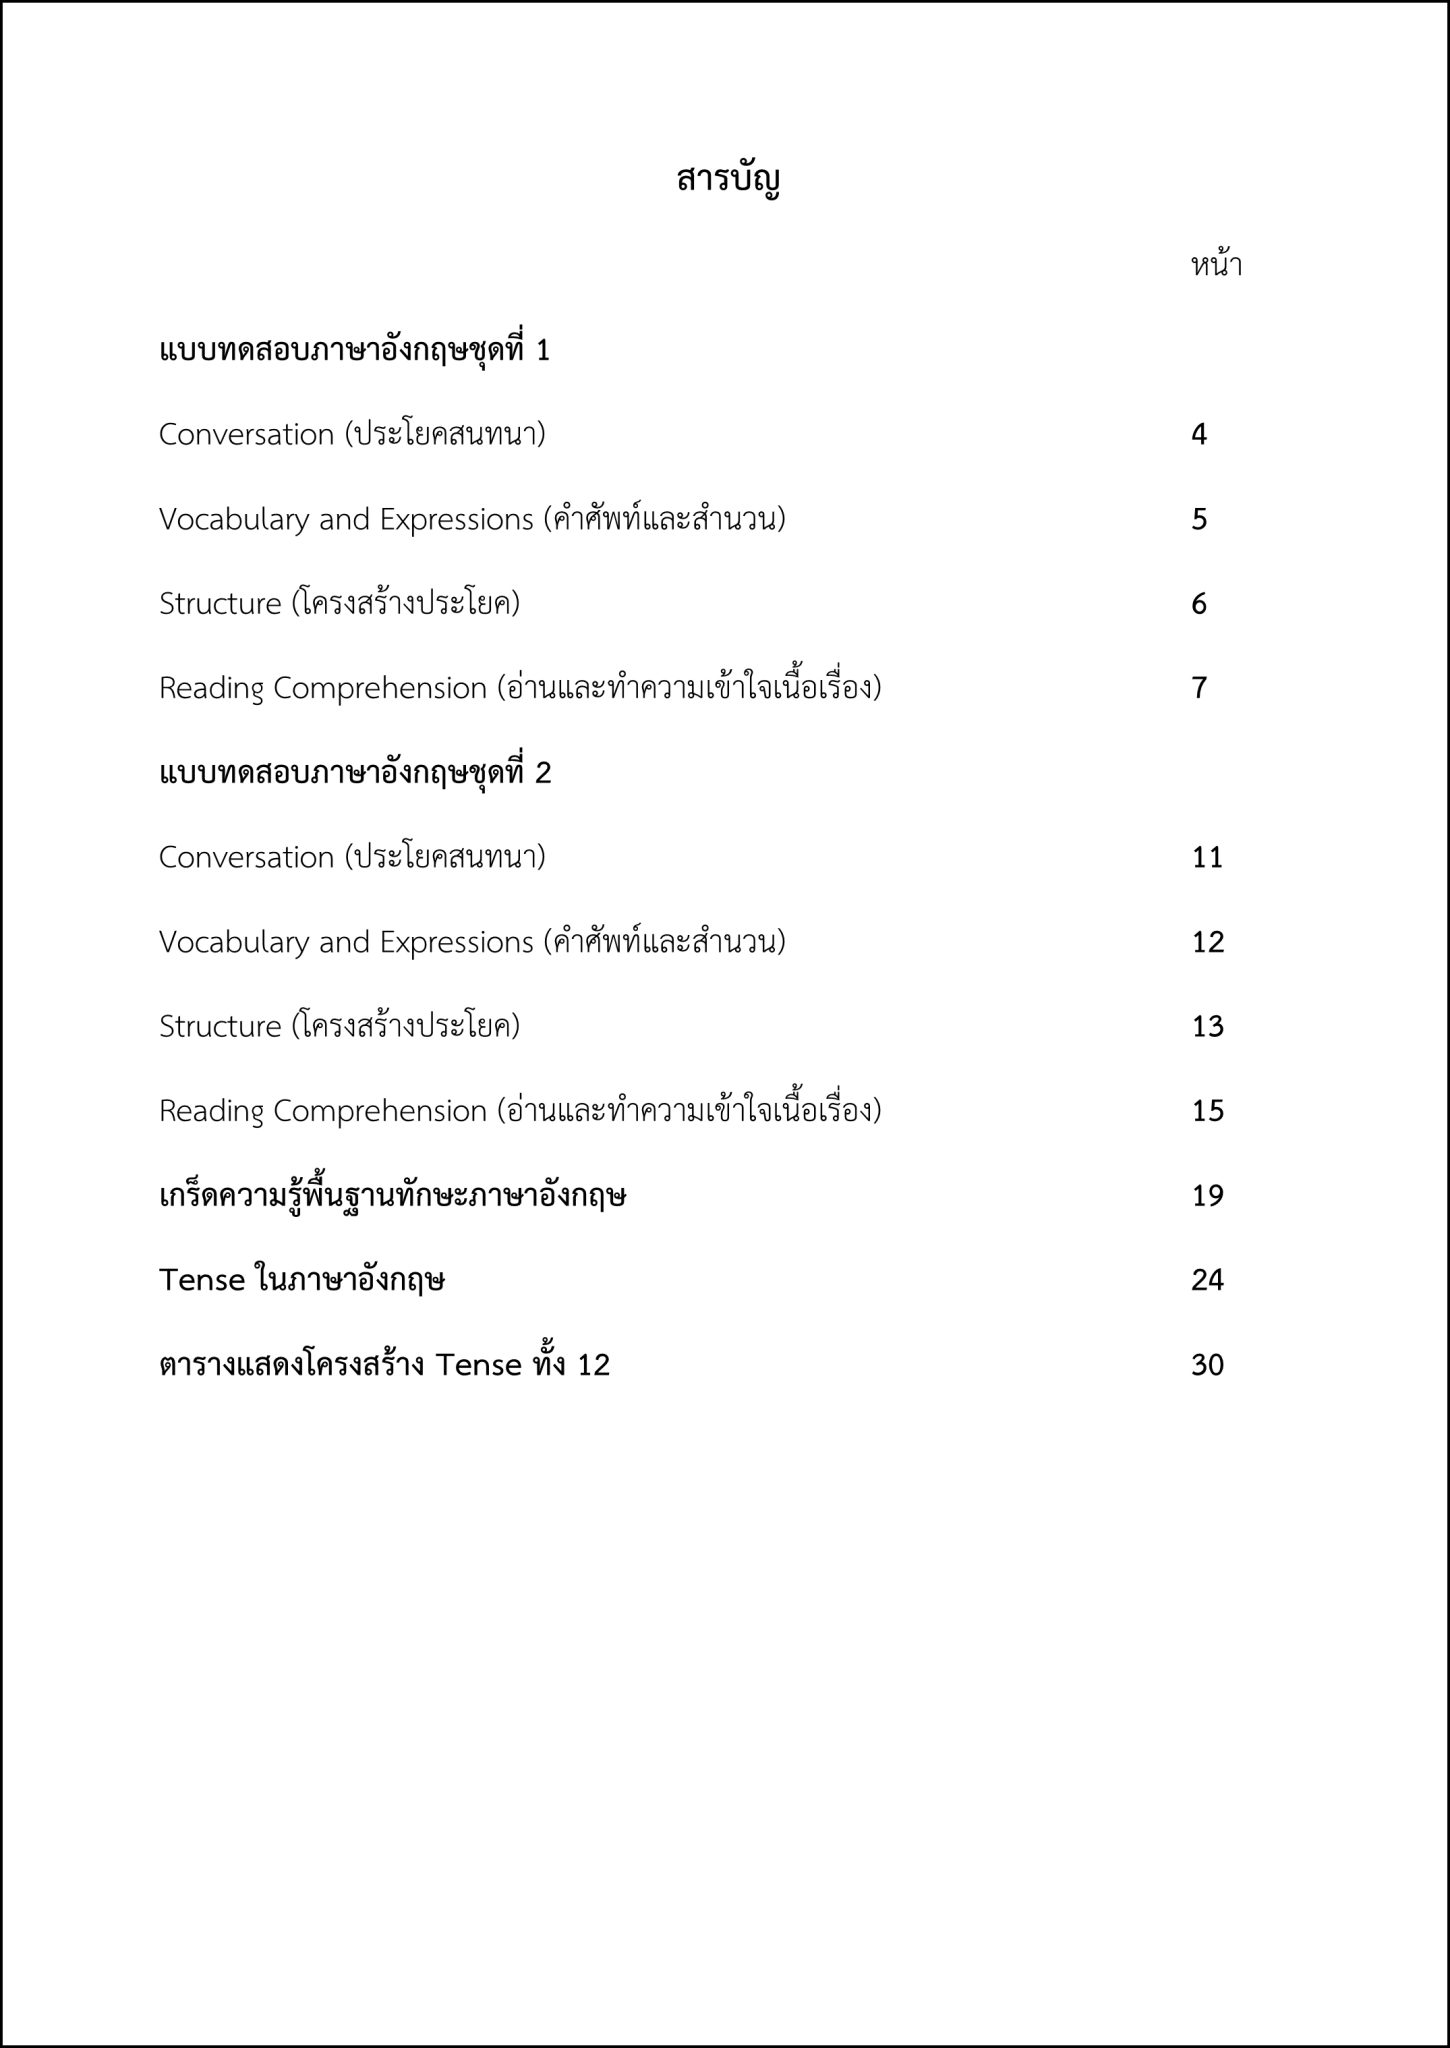 สารบัญ
หน้า
แบบทดสอบภาษาอังกฤษชุดที่ 1
Conversation (ประโยคสนทนา) 4
Vocabulary and Expressions (คำศัพท์และสำนวน) 5
Structure (โครงสร้างประโยค) 6
Reading Comprehension (อ่านและทำความเข้าใจเนื้อเรื่อง) 7
แบบทดสอบภาษาอังกฤษชุดที่ 2
Conversation (ประโยคสนทนา) 11
Vocabulary and Expressions (คำศัพท์และสำนวน) 12
Structure (โครงสร้างประโยค) 13
Reading Comprehension (อ่านและทำความเข้าใจเนื้อเรื่อง) 15
เกร็ดความรู้พื้นฐานทักษะภาษาอังกฤษ 19
Tense ในภาษาอังกฤษ 24
ตารางแสดงโครงสร้าง Tense ทั้ง 12 30